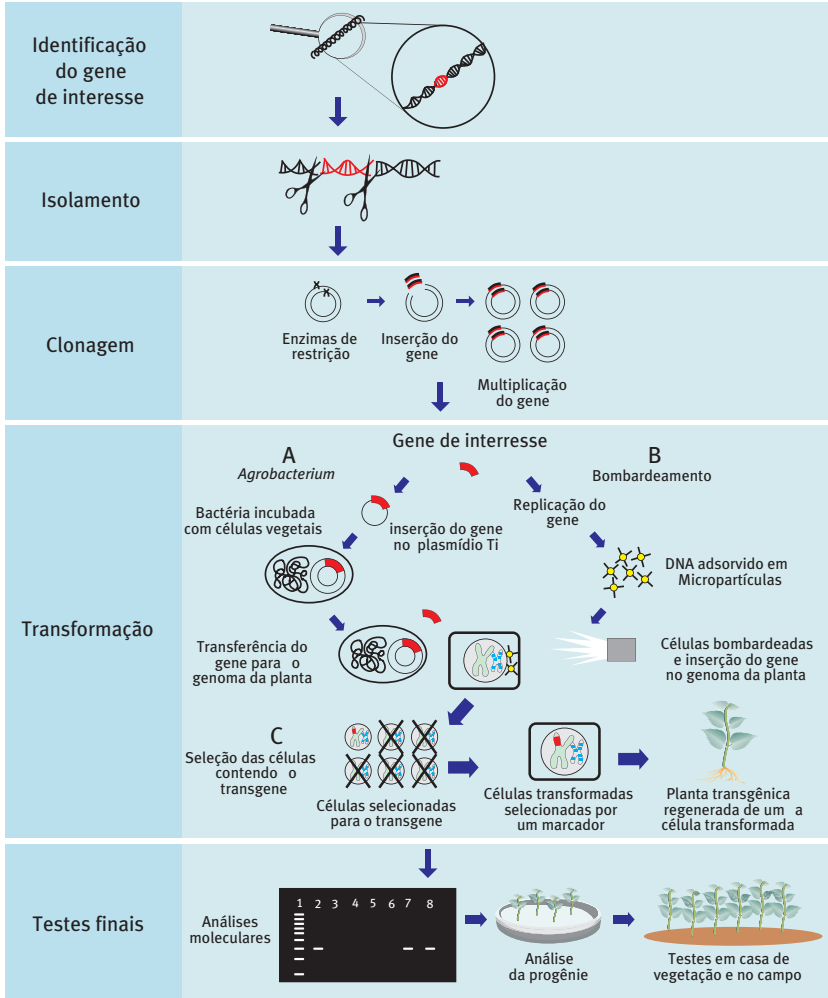 Identificação
do gene
de interesse
Isolamento
Clonagem
Enzimas de
restrição
Inserção do
gene
Multiplicação
do gene
Transformação
Gene de interresse
A
Agrobacterium
B
Bombardeamento
Bactéria incubada
com células vegetais
inserção do gene
no plasmídio Ti
Replicação do
gene
DNA adsorvido em
Micropartículas
Transferência do
gene para o
genoma da planta
Células bombardeadas
e inserção do gene
no genoma da planta
C
Seleção das células
contendo o
transgene
Células selecionadas
para o transgene
Células transformadas
selecionadas por
um marcador
Planta transgênica
regenerada de um a
célula transformada
Testes finais
Análises
moleculares
1 2 3 4 5 6 7 8
Análise
da progênie
Testes em casa de
vegetação e no campo